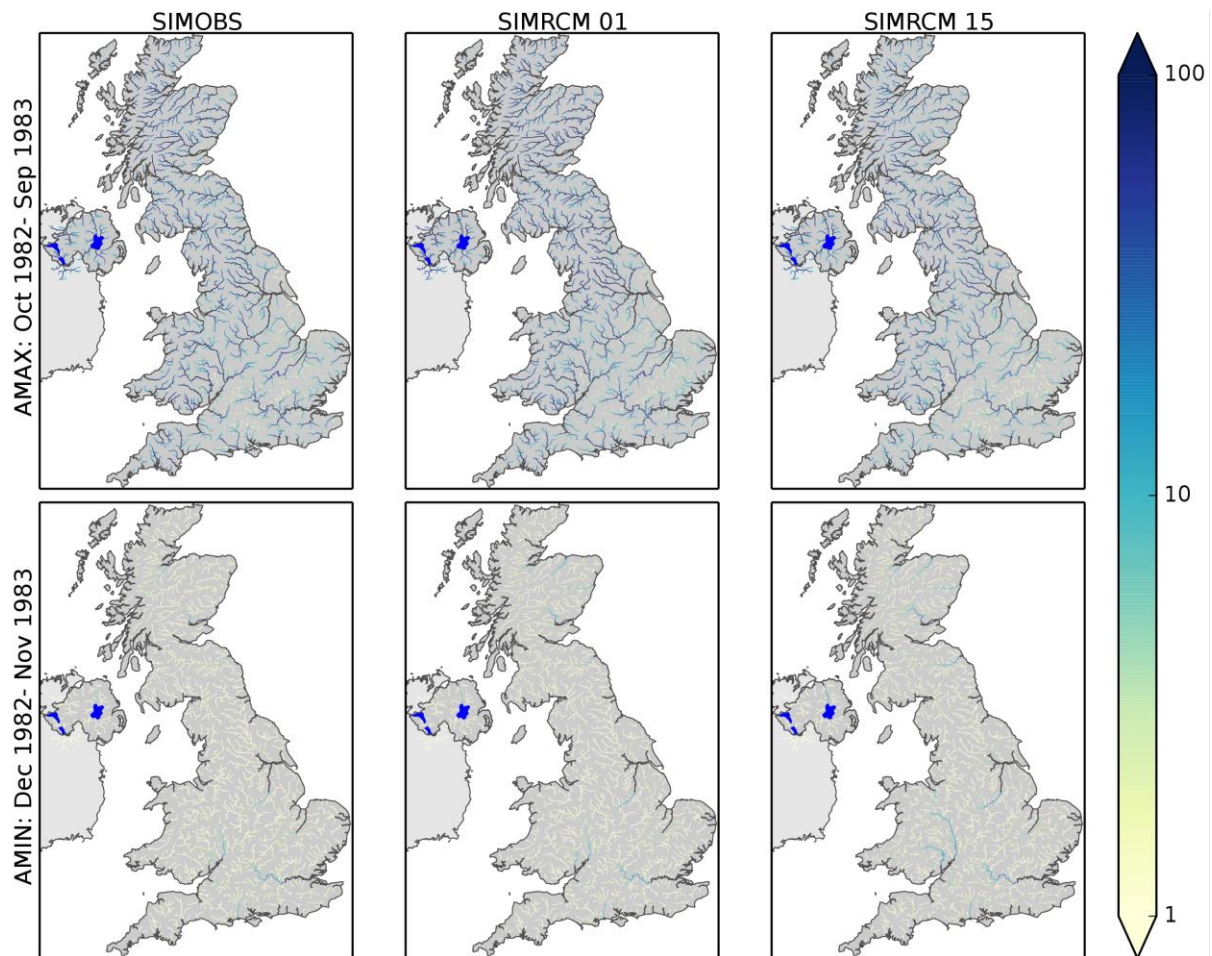 SIMOBS
SIMRCM 01
SIMRCM 15
AMAX: Oct 1982- Sep 1983
AMIN: Dec 1982- Nov 1983
100
10
1